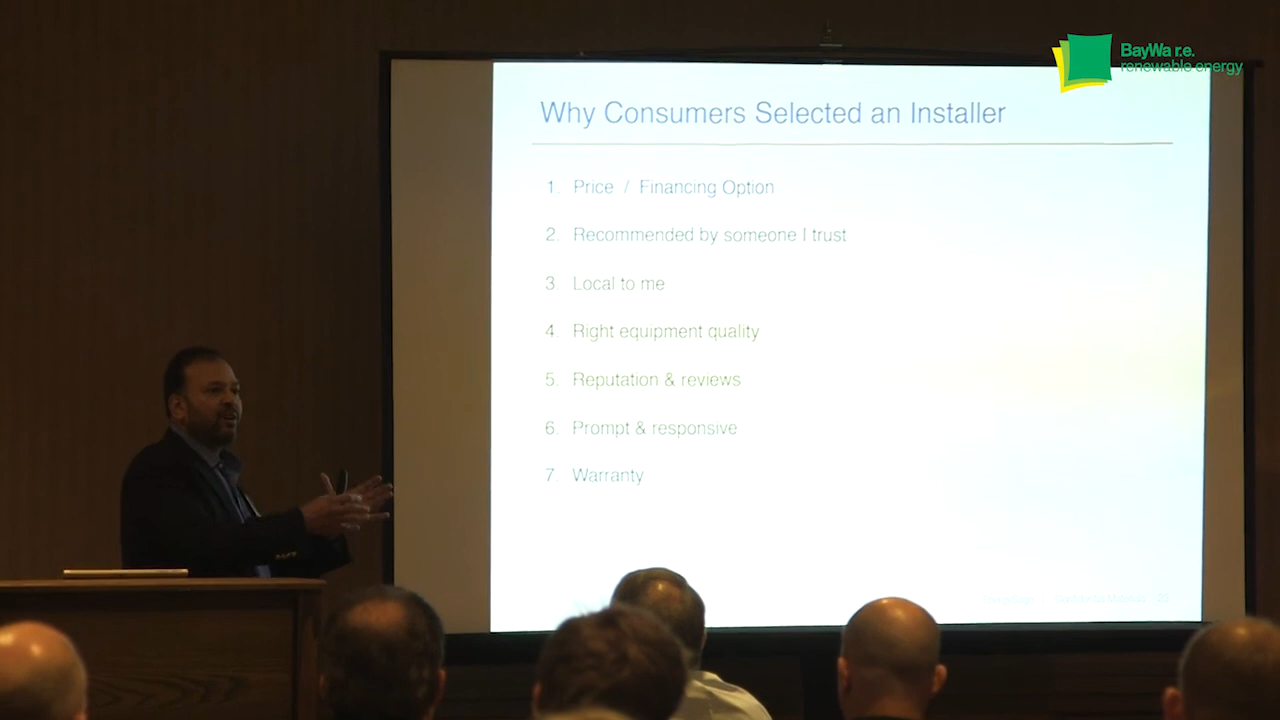 BayWa r.e.
renewable energy
Why Consumers Selected an Installer
1. Price / Financing Option
2. Recommended by someone I trust
3. Local to me
4. Right equipment quality
5. Reputation & reviews
6. Prompt & responsive
7. Warranty